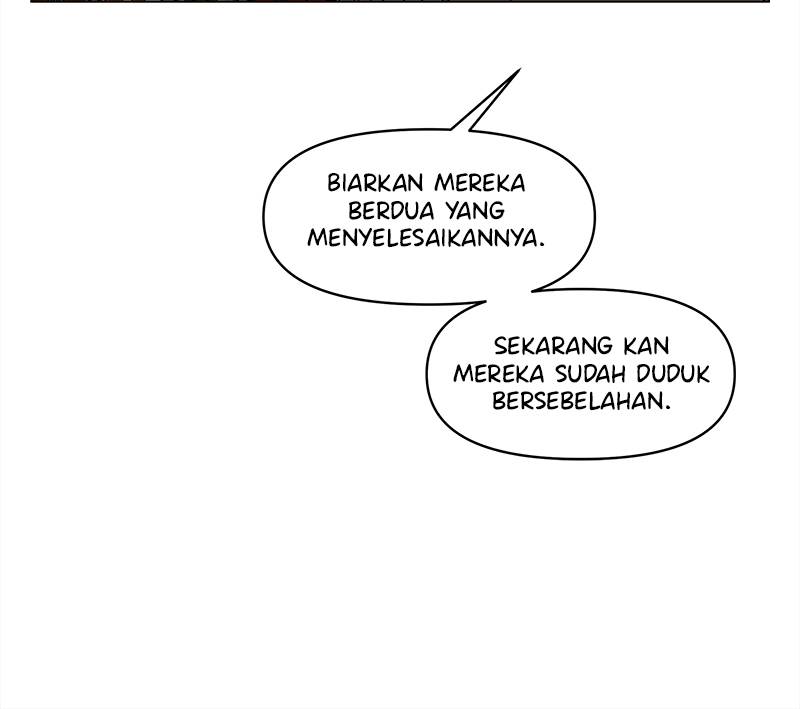 BIARKAN MEREKA
BERDUA YANG
MENYELESAIKANNYA.
SEKARANG KAN
MEREKA SUDAH DUDUK
BERSEBELAHAN.